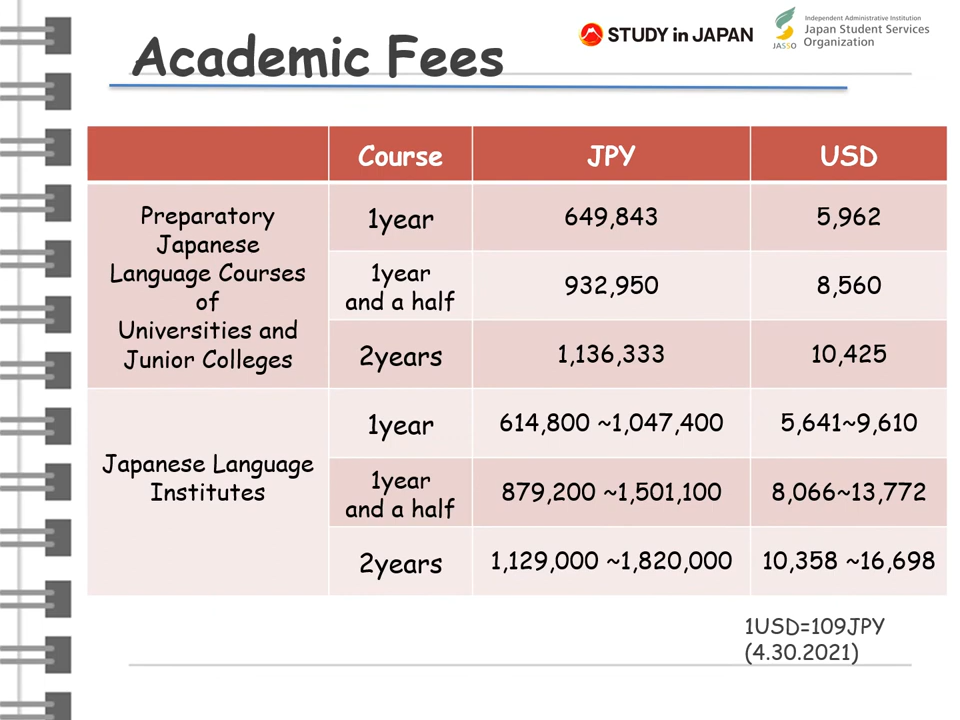 Academic Fees
STUDY in JAPAN
JASSO
Independent Administrative Institution
Japan Student Services
Organization
Course JPY USD
Preparatory
Japanese
Language Courses
of
Universities and
Junior Colleges
1year 649,843 5,962
1year
and a half 932,950 8,560
2years 1,136,333 10,425
Japanese Language
Institutes
1year 614,800 ~1,047,400 5,641~9,610
1year
and a half 879,200 ~1,501,100 8,066~13,772
2years 1,129,000 ~1,820,000 10,358 ~16,698
1USD=109JPY
(4.30.2021)